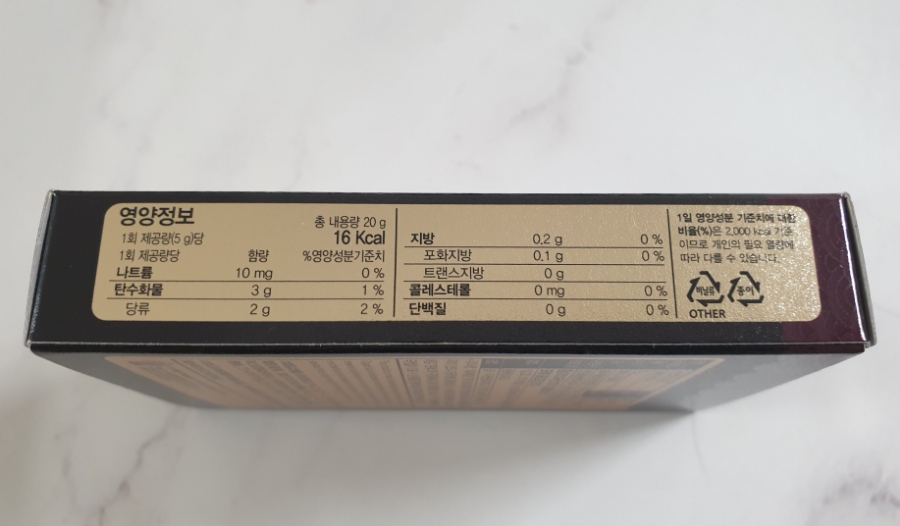 영양정보
총 내용량 20 g
1회 제공량(5 g)당 16 Kcal
1회 제공량당 함량 %영양성분기준치
나트륨 10 mg 0 %
탄수화물 3 g 1 %
당류 2 g 2 %
지방 0.2 g 0 %
포화지방 0.1 g 0 %
트랜스지방 0 g
콜레스테롤 0 mg 0 %
단백질 0 g 0 %
1일 영양성분 기준치에 대한
비율(%)은 2,000 kcal 기준
이므로 개인의 필요 열량에
따라 다를 수 있습니다.
비닐류 종이
OTHER